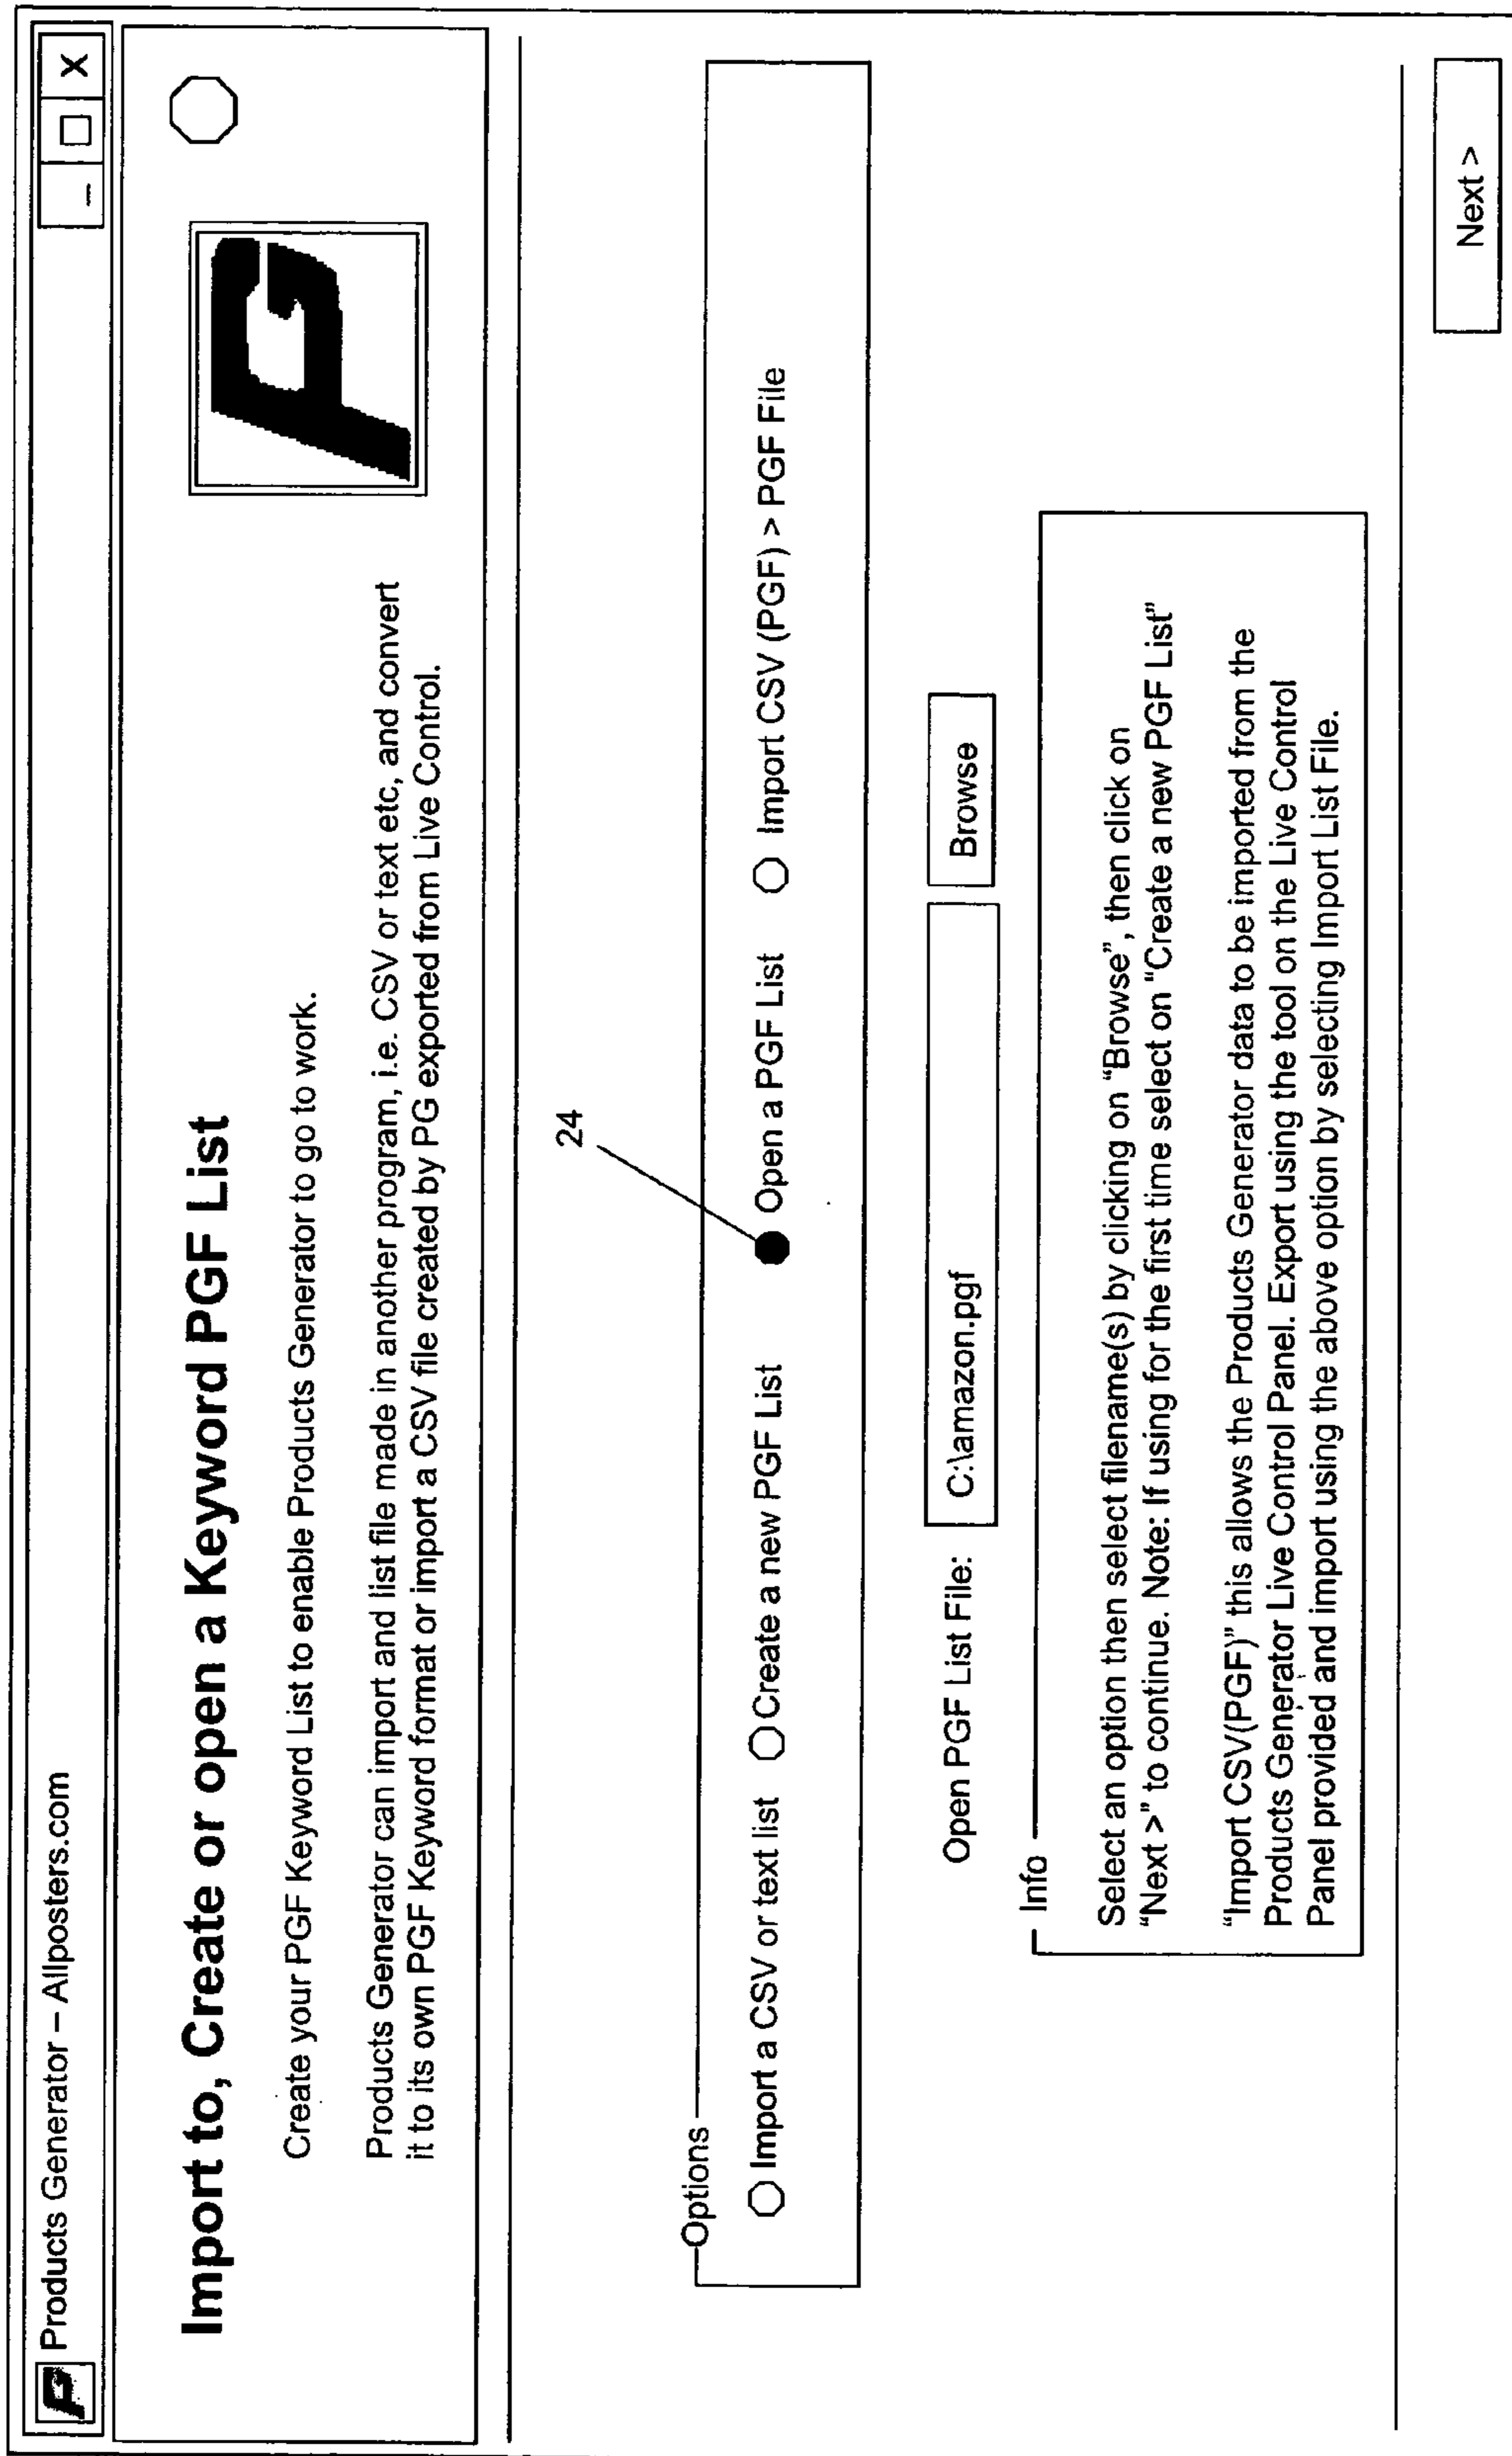 PG Products Generator – Allposters.com
– □ X
Import to, Create or open a Keyword PGF List
PG
Create your PGF Keyword List to enable Products Generator to go to work.
Products Generator can import and list file made in another program, i.e. CSV or text etc, and convert
it to its own PGF Keyword format or import a CSV file created by PG exported from Live Control.
24
Options
Import a CSV or text list Create a new PGF List Open a PGF List Import CSV (PGF) > PGF File
Open PGF List File: C:\amazon.pgf Browse
Info
Select an option then select filename(s) by clicking on "Browse", then click on
"Next >" to continue. Note: If using for the first time select on "Create a new PGF List"
"Import CSV(PGF)" this allows the Products Generator data to be imported from the
Products Generator Live Control Panel. Export using the tool on the Live Control
Panel provided and import using the above option by selecting Import List File.
Next >